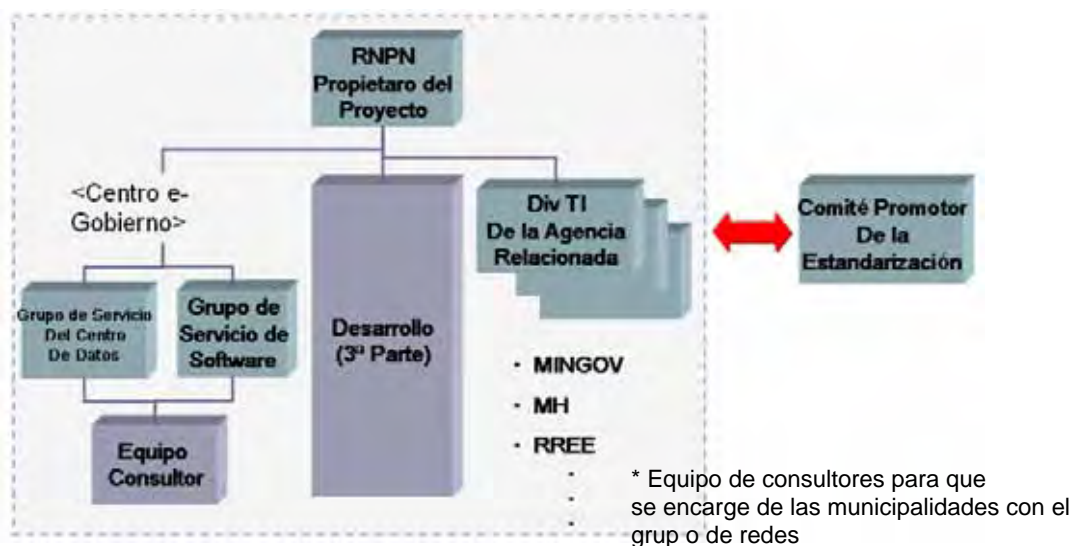 RNPN
Propietaro del
Proyecto
<Centro e-
Gobierno>
Grupo de Servicio
Del Centro
De Datos
Grupo de
Servicio de
Software
Equipo
Consultor
Desarrollo
(3ª Parte)
Div TI
De la Agencia
Relacionada
· MINGOV
· MH
· RREE
·
·
·
Comité Promotor
De la
Estandarización
* Equipo de consultores para que
se encarge de las municipalidades con el
grup o de redes